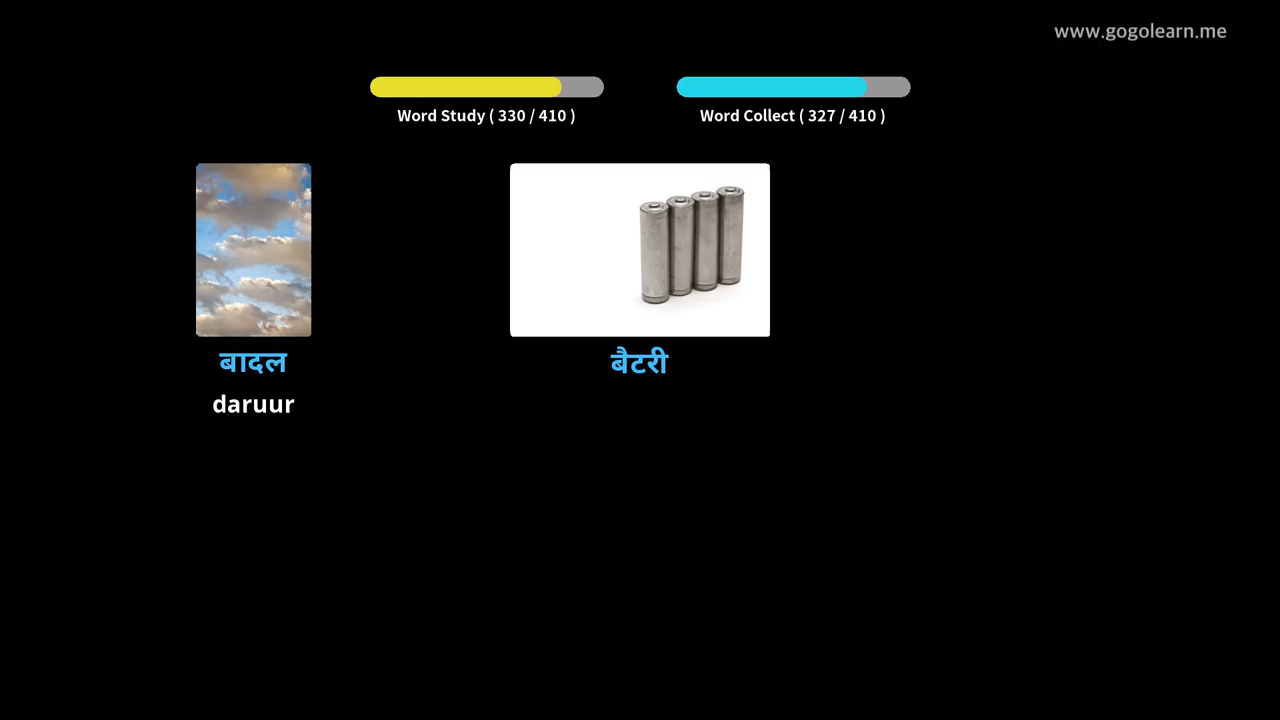 www.gogolearn.me
Word Study ( 330 / 410 )
Word Collect ( 327 / 410 )
बादल
daruur
बैटरी